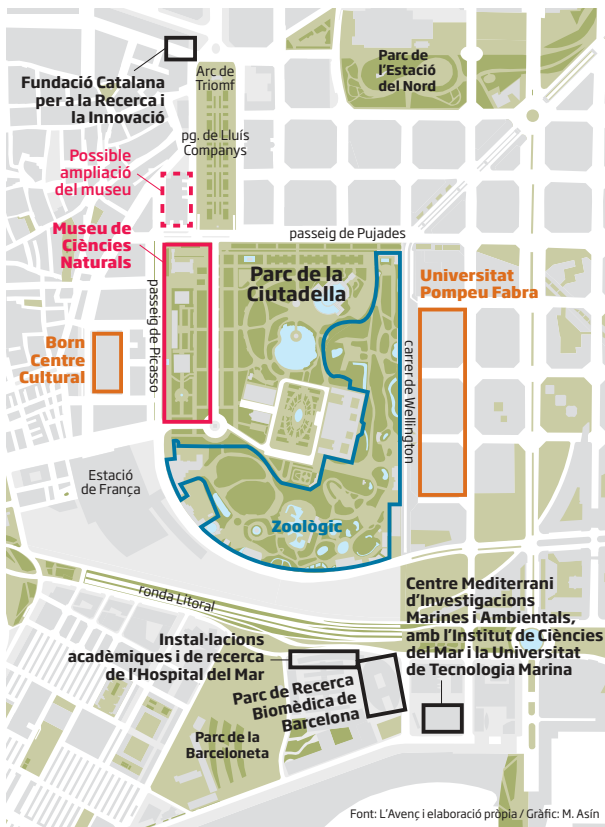 Parc de
l'Estació
del Nord
Fundació Catalana
per a la Recerca i
la Innovació
Arc de
Triomf
pg. de Lluís
Companys
Possible
ampliació
del museu
passeig de Pujades
Museu de
Ciències
Naturals
Parc de la
Ciutadella
Universitat
Pompeu Fabra
passeig de Picasso
Born
Centre
Cultural
carrer de Wellington
Estació
de França
Zoològic
ronda Litoral
Centre Mediterrani
d'Investigacions
Marines i Ambientals,
amb l'Institut de Ciències
del Mar i la Universitat
de Tecnologia Marina
Instal·lacions
acadèmiques i de recerca
de l'Hospital del Mar
Parc de Recerca
Biomèdica de
Barcelona
Parc de la
Barceloneta
Font: L'Avenç i elaboració pròpia / Gràfic: M. Asín